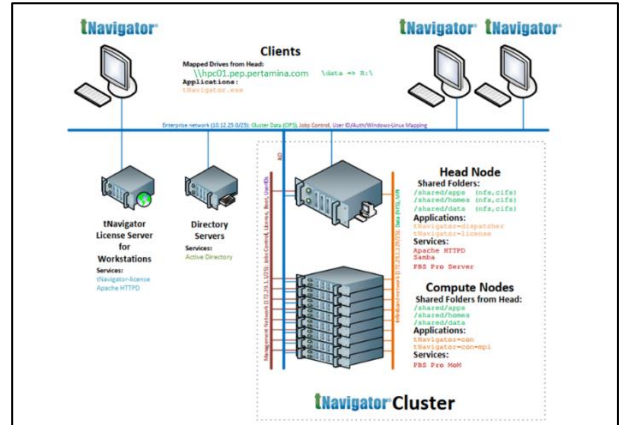 tNavigator
tNavigator tNavigator
Clients
Mapped Drives from Head:
\\hpc01.pep.pertamina.com \data => R:\
Applications:
tNavigator.exe
Enterprise network (10.12.25.0/25): Cluster Data (CIFS), Jobs Control, User ID/Auth/Windows-Linux Mapping
tNavigator
License Server
for
Workstations
Services:
tNavigator-license
Apache HTTPD
Directory
Servers
Services:
Active Directory
Head Node
Shared Folders:
/shared/apps (nfs,cifs)
/shared/homes (nfs,cifs)
/shared/data (nfs,cifs)
Applications:
tNavigator-dispatcher
tNavigator-license
Services:
Apache HTTPD
Samba
PBS Pro Server
Compute Nodes
Shared Folders from Head:
/shared/apps
/shared/homes
/shared/data
Applications:
tNavigator-con
tNavigator-con-mpi
Services:
PBS Pro MoM
tNavigator Cluster